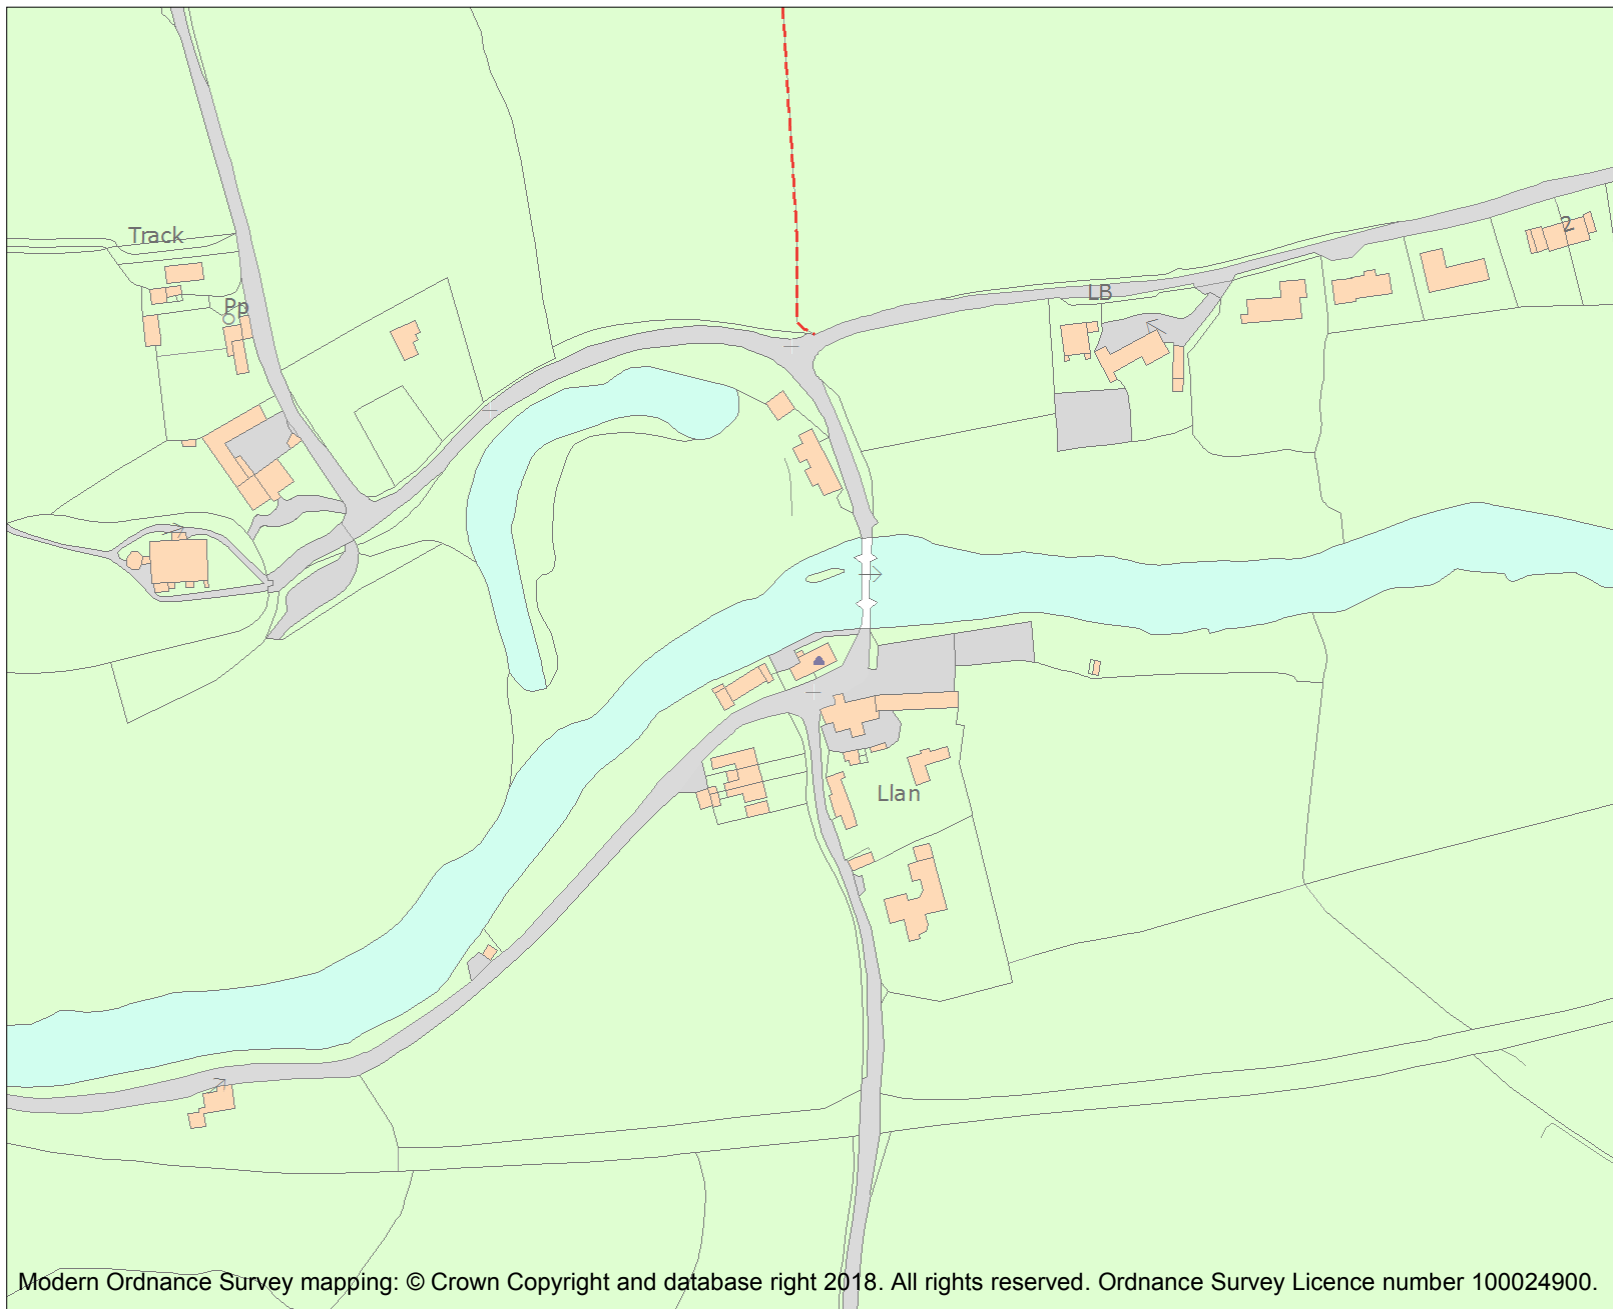 2
Track
LB
Pp
Llan
Modern Ordnance Survey mapping: © Crown Copyright and database right 2018. All rights reserved. Ordnance Survey Licence number 100024900.